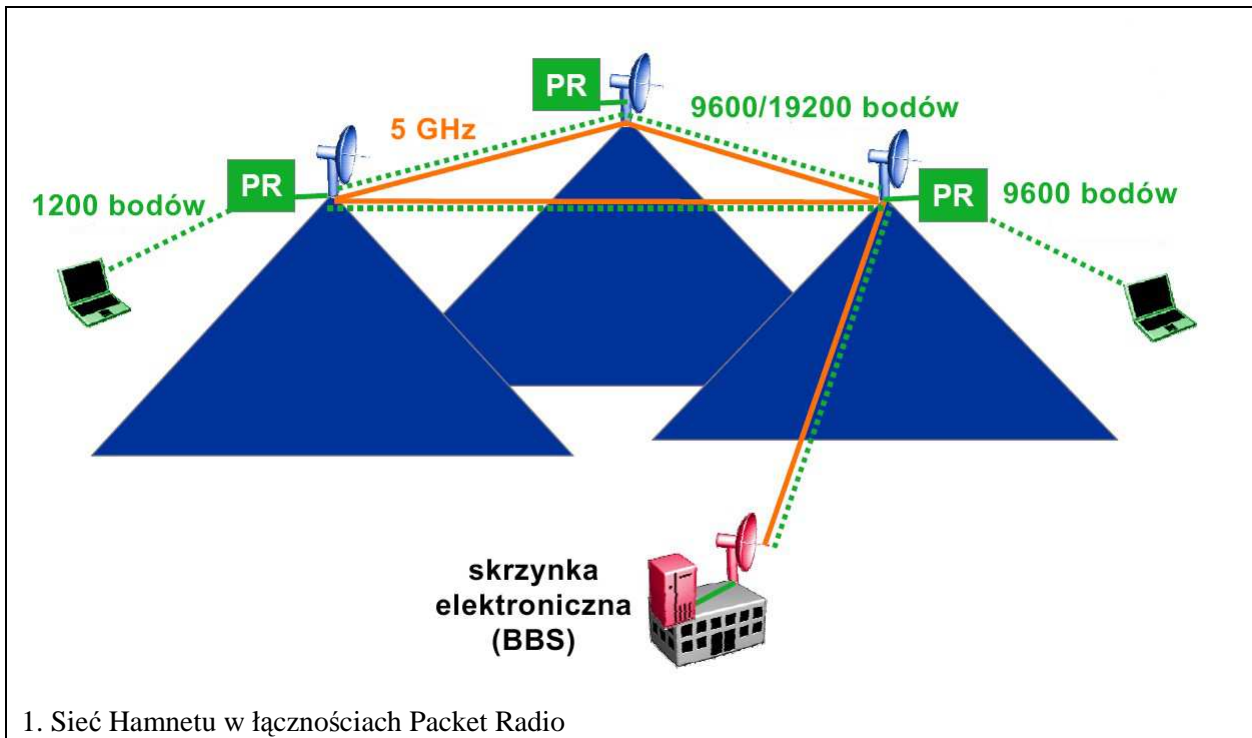 PR
9600/19200 bodów
5 GHz
PR
1200 bodów
PR
9600 bodów
skrzynka
elektroniczna
(BBS)
1. Sieć Hamnetu w łącznościach Packet Radio